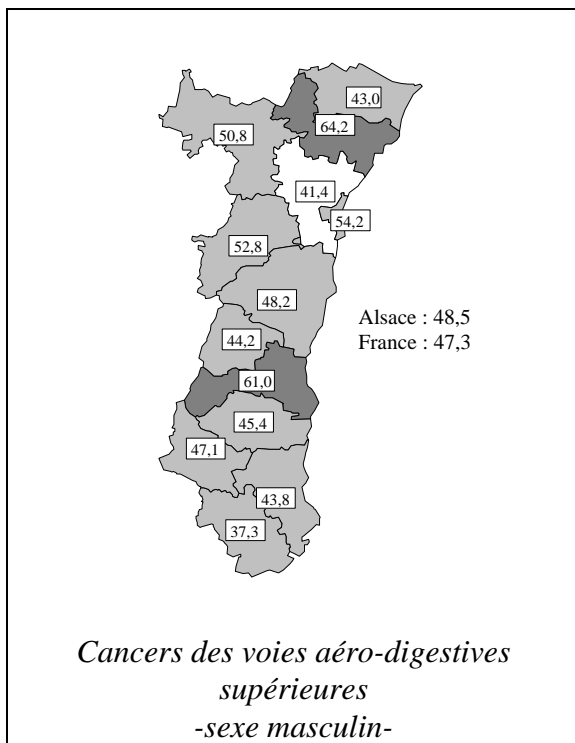 43,0
50,8
64,2
41,4
54,2
52,8
48,2
Alsace : 48,5
France : 47,3
44,2
61,0
45,4
47,1
43,8
37,3
Cancers des voies aéro-digestives
supérieures
-sexe masculin-